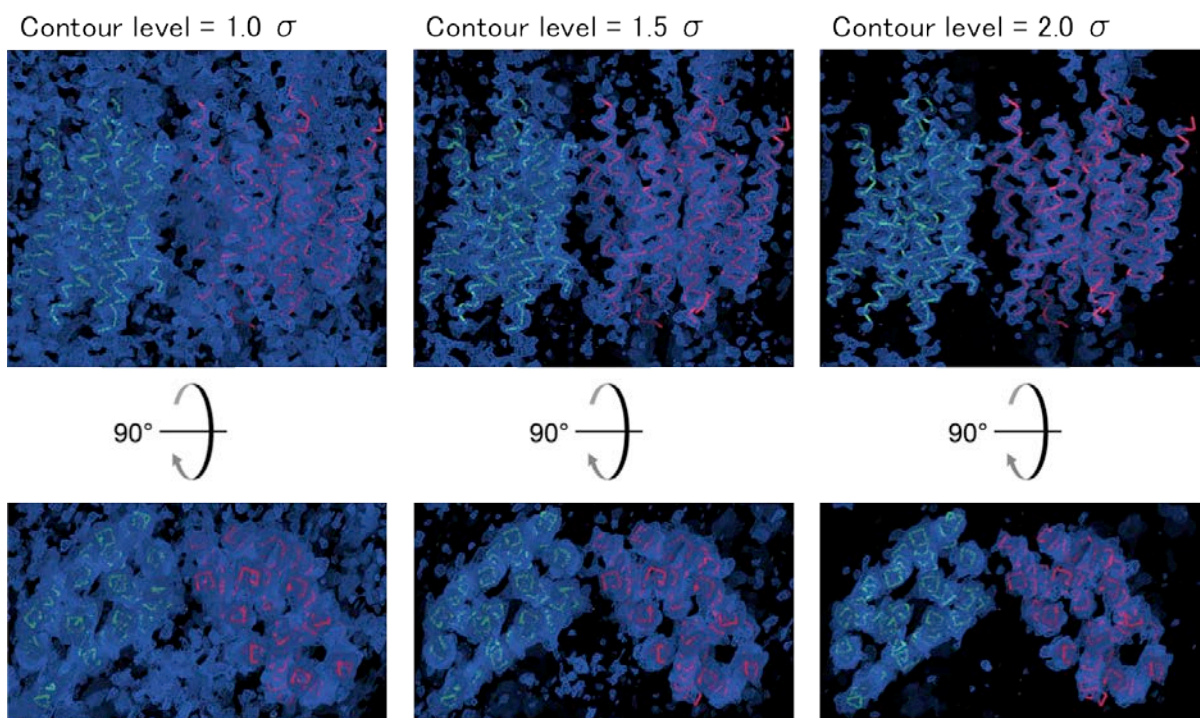 Contour level = 1.0 σ
Contour level = 1.5 σ
Contour level = 2.0 σ
90°
90°
90°